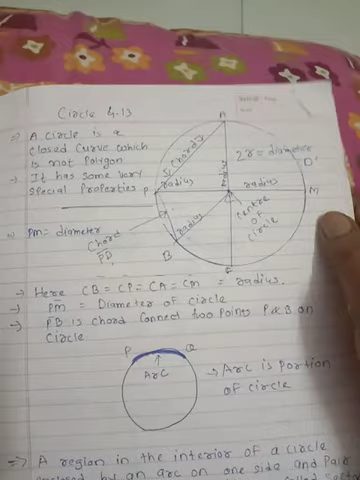 Circle 4.13
⇒ A circle is a
closed curve which
is not Polygon.
→ It has some very
special Properties
PM = diameter
Chord
PB
A
Chord
radius
radius
2r = diameter
radius
M
P
C
radius
centre
OF
circle
B
E
→ Here CB = CP = CA = CM = radius.
→ PM = Diameter of circle
→ PB is chord Connect two Points P & B on
Circle
P
Q
Arc
→ Arc is Portion
of circle
⇒ A region in the interior of a circle
enclosed by an arc on one side and Pair